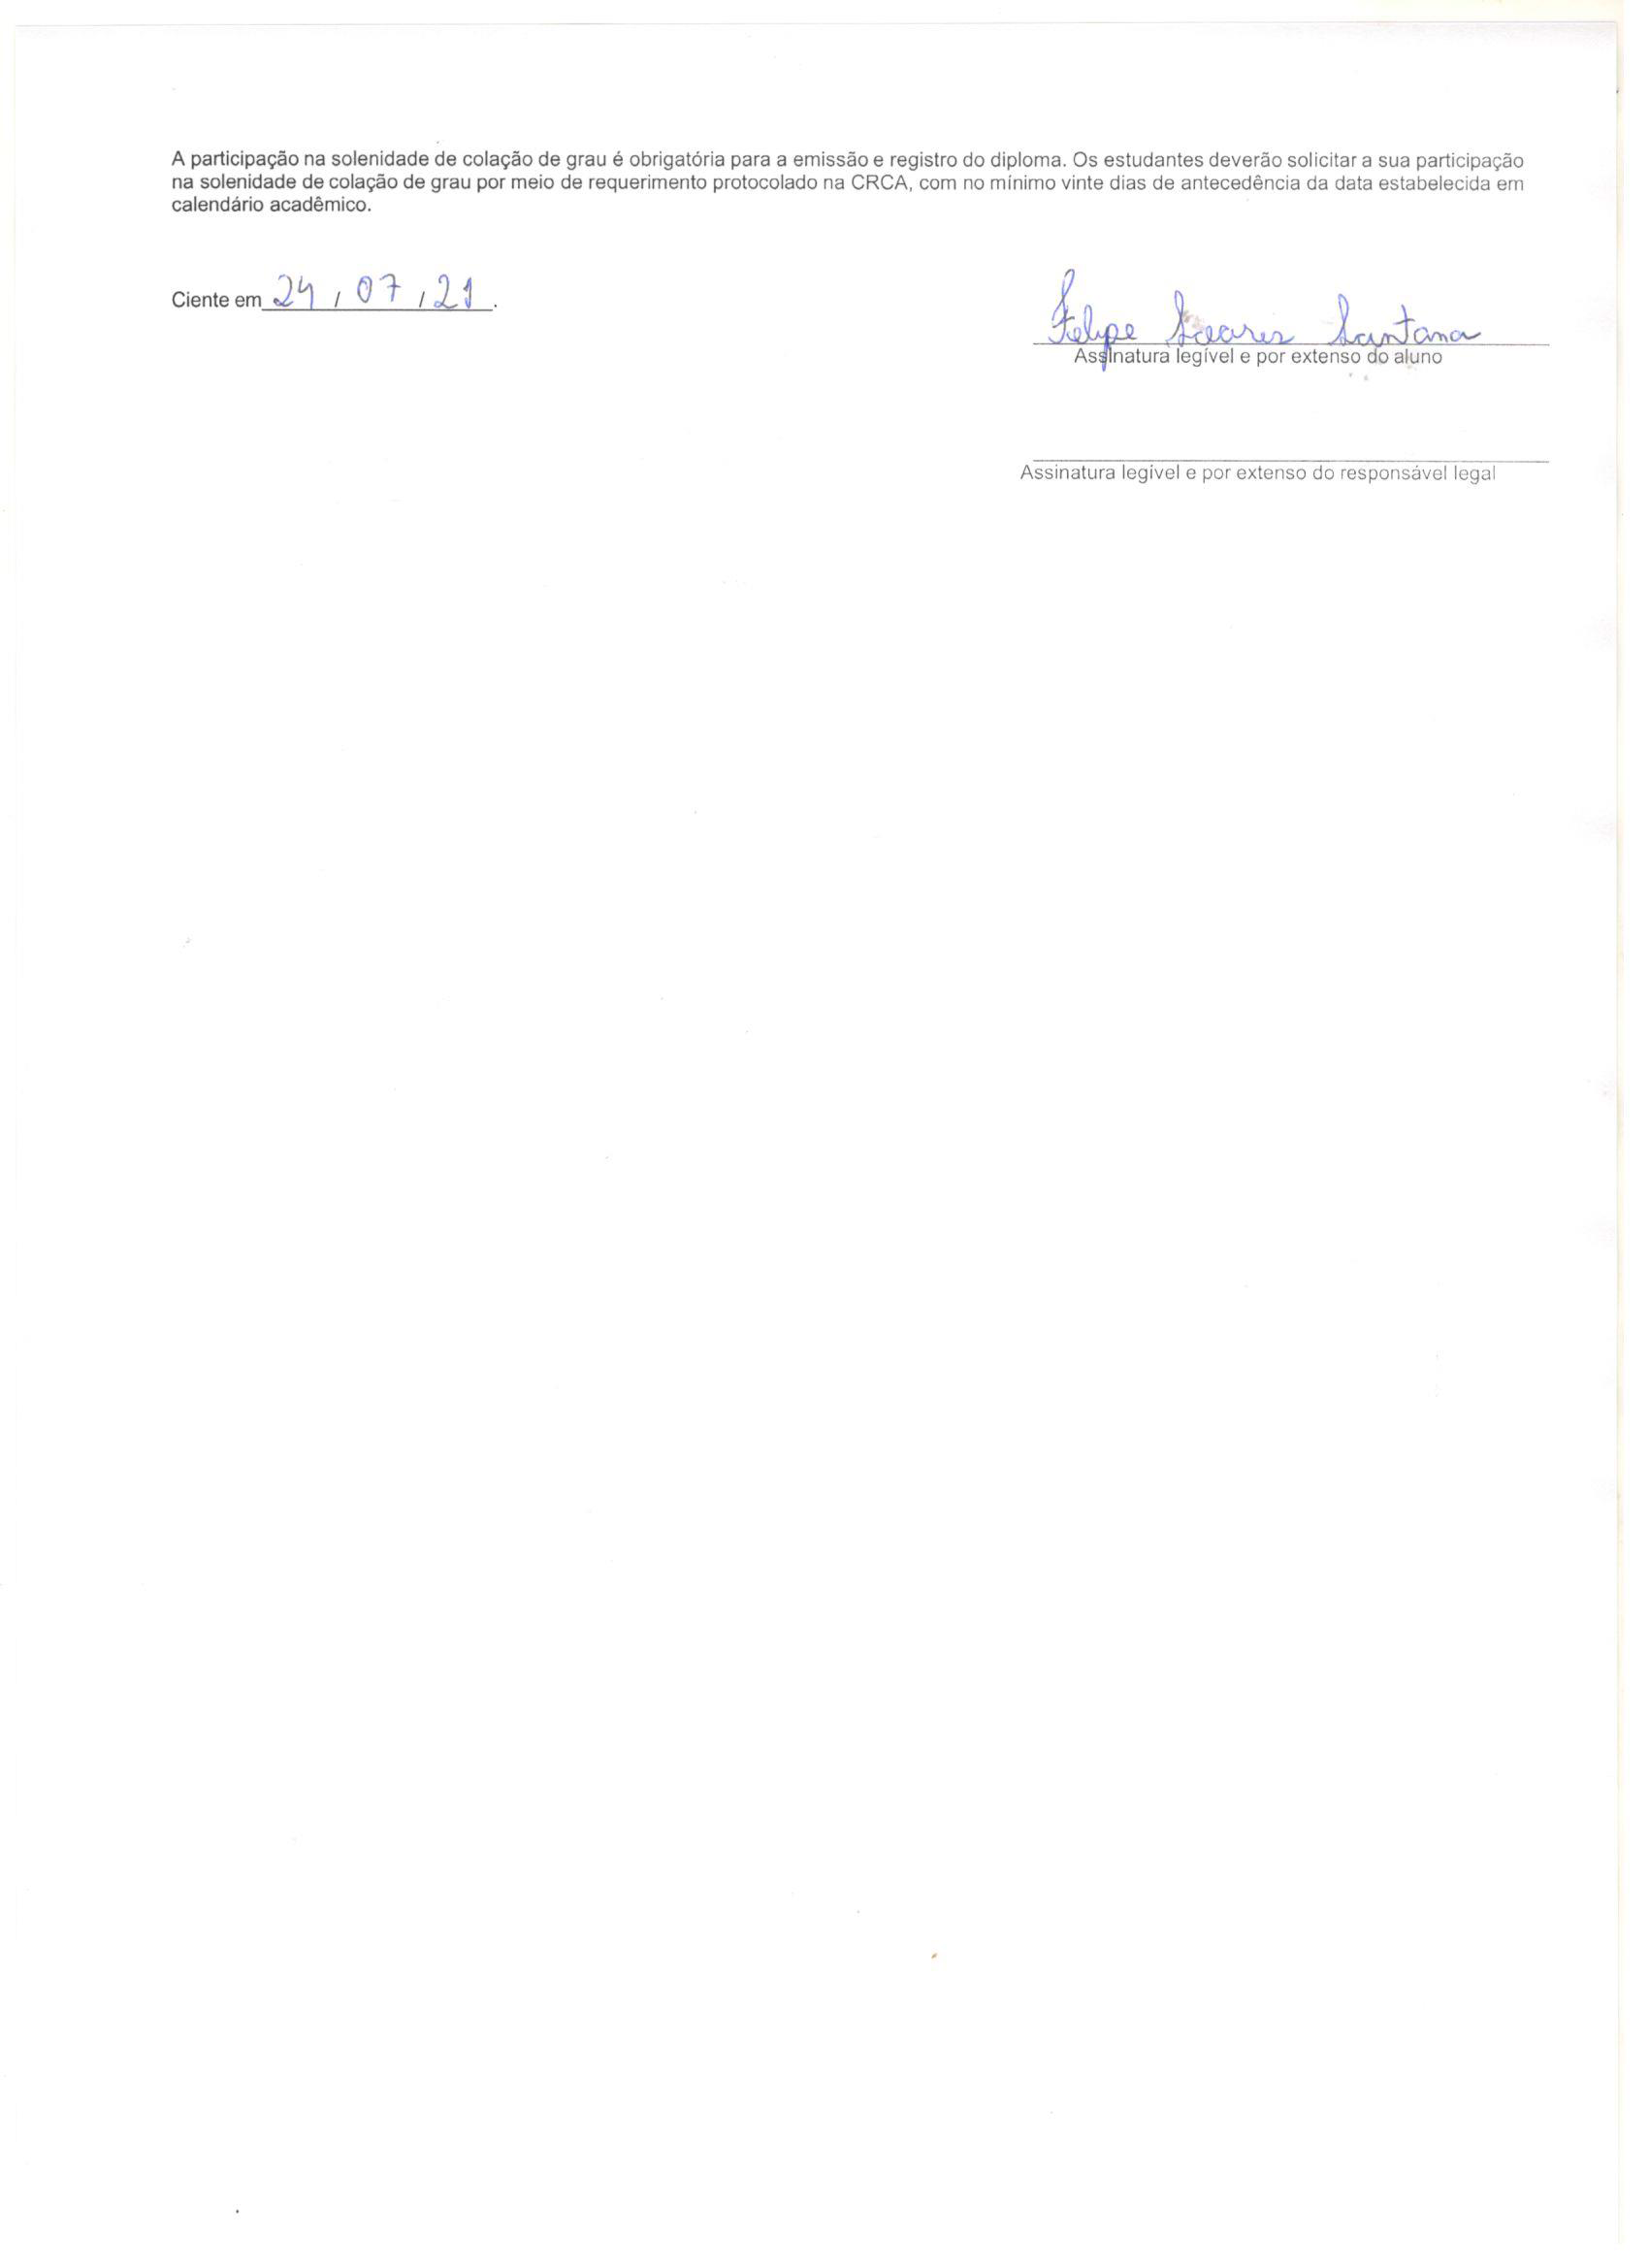 A participação na solenidade de colação de grau é obrigatória para a emissão e registro do diploma. Os estudantes deverão solicitar a sua participação
na solenidade de colação de grau por meio de requerimento protocolado na CRCA, com no mínimo vinte dias de antecedência da data estabelecida em
calendário acadêmico.
Ciente em 24 / 07 / 21.
Felipe Soares Santana
Assinatura legível e por extenso do aluno
Assinatura legível e por extenso do responsável legal